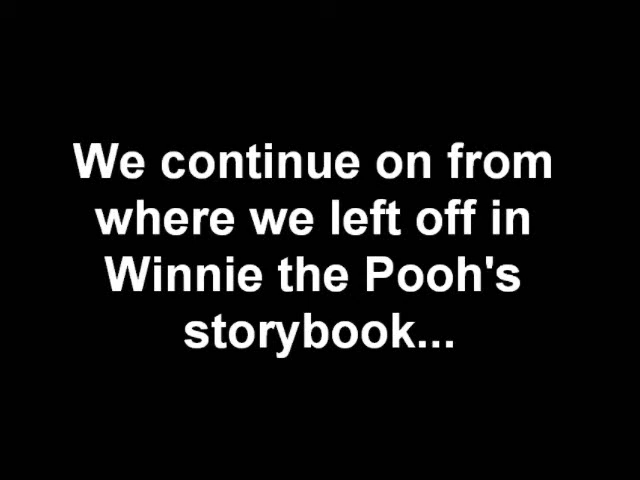 We continue on from
where we left off in
Winnie the Pooh's
storybook...